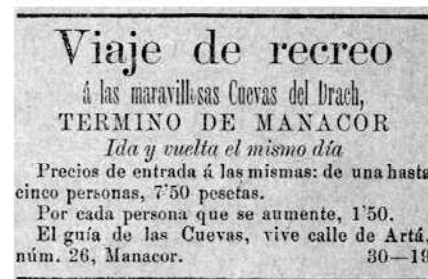 Viaje de recreo
á las maravillosas Cuevas del Drach,
TERMINO DE MANACOR
Ida y vuelta el mismo día
Precios de entrada á las mismas: de una hasta
cinco personas, 7'50 pesetas.
Por cada persona que se aumente, 1'50.
El guía de las Cuevas, vive calle de Artá,
núm. 26, Manacor. 30—19